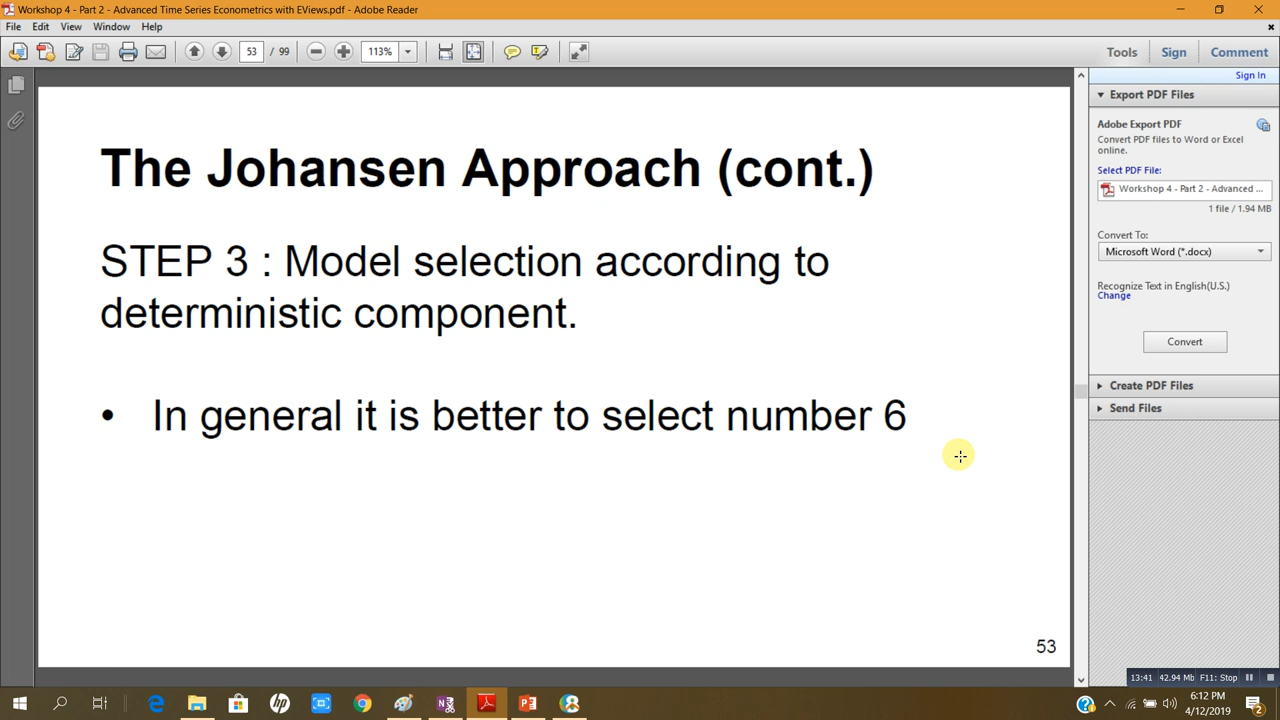 Workshop 4 - Part 2 - Advanced Time Series Econometrics with EViews.pdf - Adobe Reader
File Edit View Window Help
53 / 99 113% Tools Sign Comment
Sign In
Export PDF Files
Adobe Export PDF
Convert PDF files to Word or Excel
online.
Select PDF File:
Workshop 4 - Part 2 - Advanced ...
1 file / 1.94 MB
Convert To:
Microsoft Word (*.docx)
Recognize Text in English(U.S.)
Change
Convert
Create PDF Files
Send Files
The Johansen Approach (cont.)
STEP 3 : Model selection according to
deterministic component.
• In general it is better to select number 6
53
13:41 42.94 Mb F11: Stop
6:12 PM
4/12/2019
2